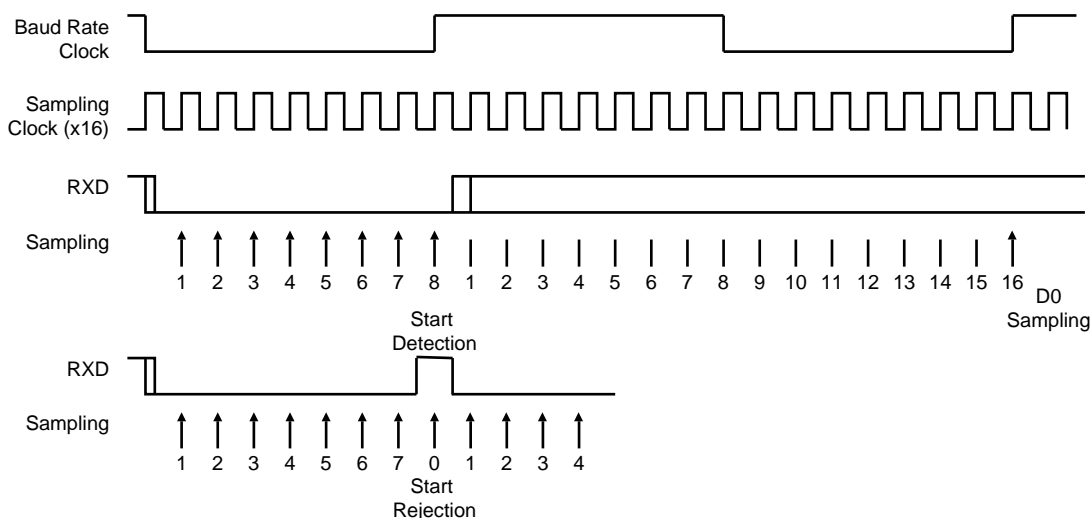 Baud Rate
Clock
Sampling
Clock (x16)
RXD
Sampling
1 2 3 4 5 6 7 8 1 2 3 4 5 6 7 8 9 10 11 12 13 14 15 16
D0
Sampling
Start
Detection
RXD
Sampling
1 2 3 4 5 6 7 0 1 2 3 4
Start
Rejection